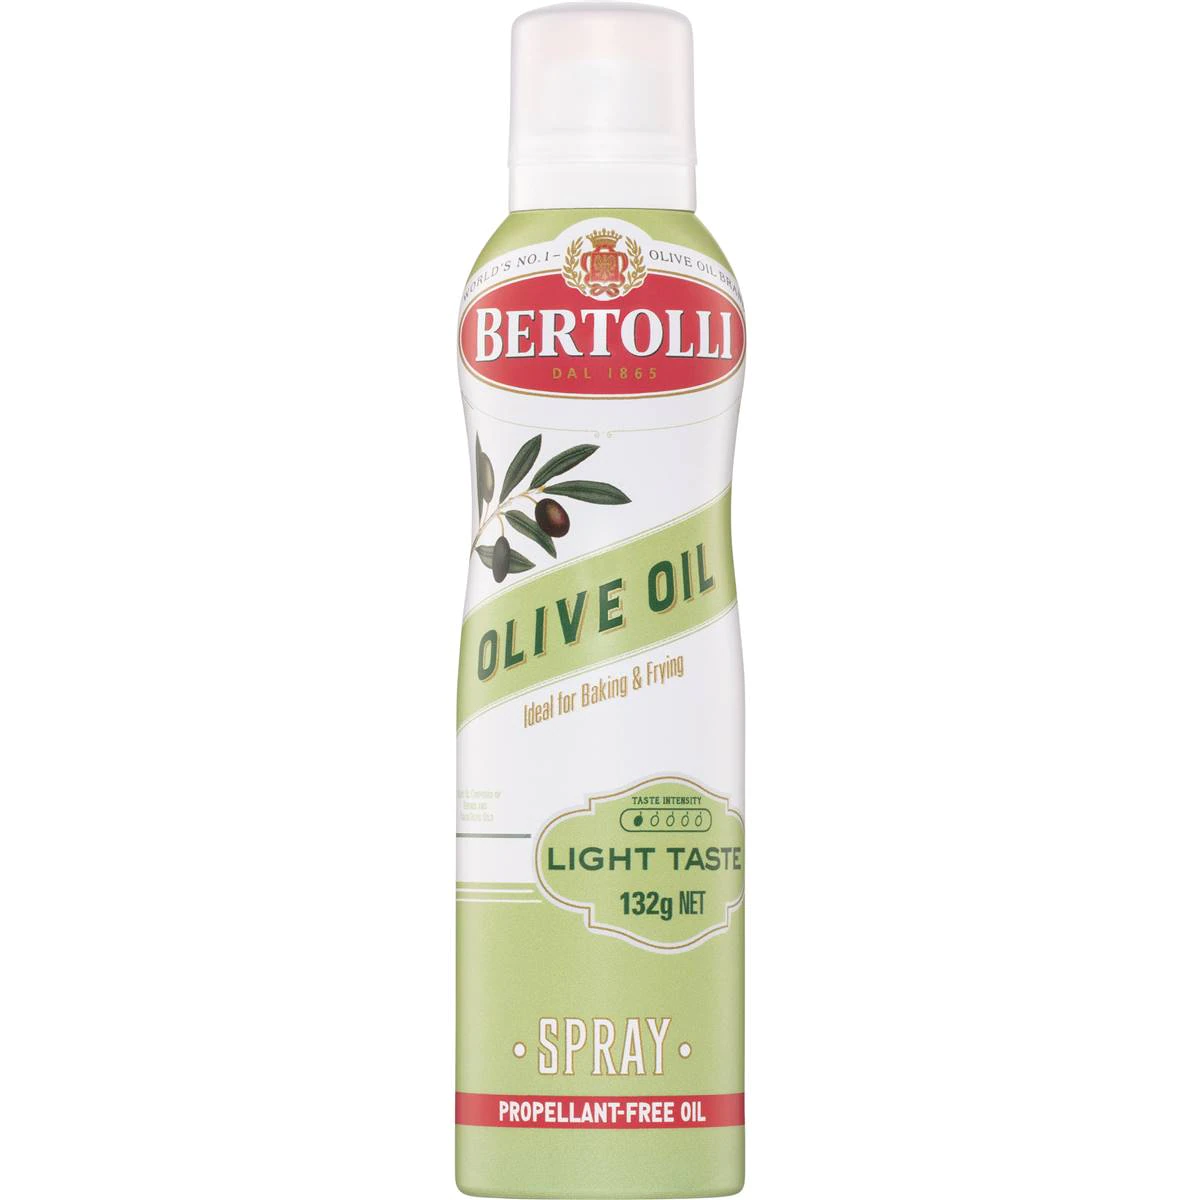 WORLD'S NO.1 – OLIVE OIL
BERTOLLI
DAL 1865
OLIVE OIL
Ideal for Baking & Frying
TASTE INTENSITY
LIGHT TASTE
132g NET
• SPRAY •
PROPELLANT-FREE OIL